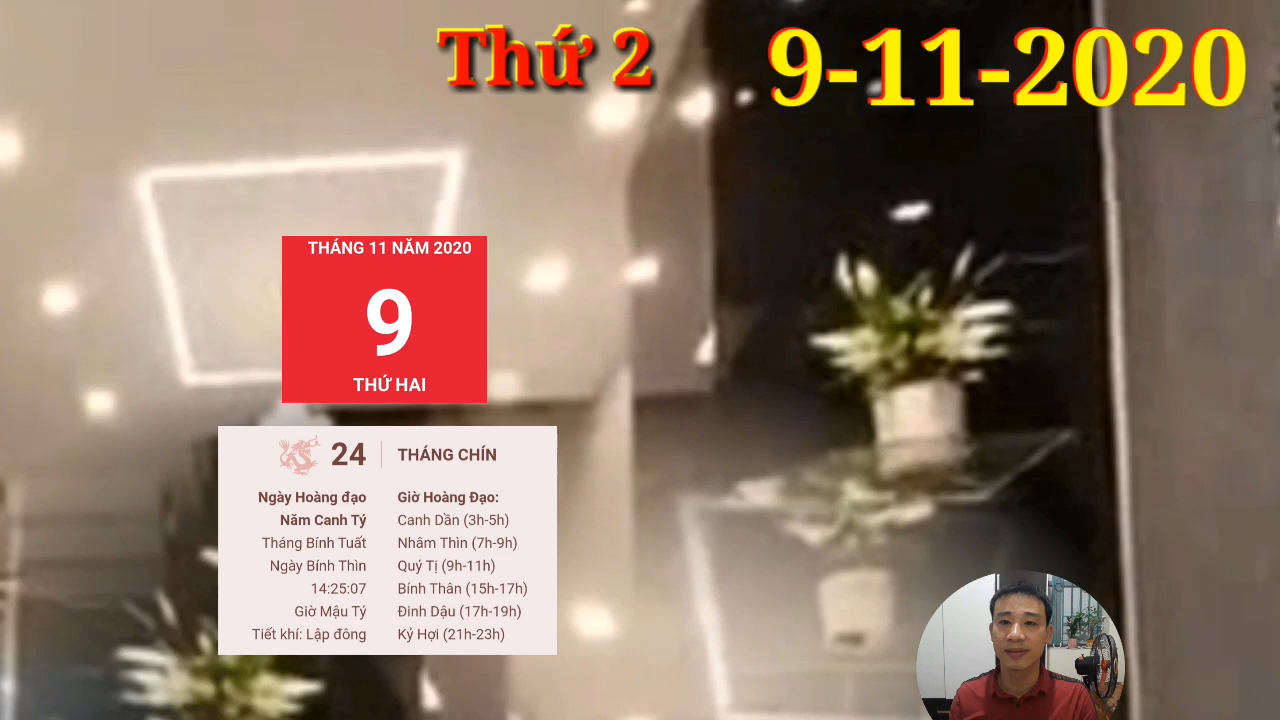 Thứ 2
9-11-2020
THÁNG 11 NĂM 2020
9
THỨ HAI
24
THÁNG CHÍN
Ngày Hoàng đạo
Năm Canh Tý
Tháng Bính Tuất
Ngày Bính Thìn
14:25:07
Giờ Mậu Tý
Tiết khí: Lập đông
Giờ Hoàng Đạo:
Canh Dần (3h-5h)
Nhâm Thìn (7h-9h)
Quý Tị (9h-11h)
Bính Thân (15h-17h)
Đinh Dậu (17h-19h)
Kỷ Hợi (21h-23h)